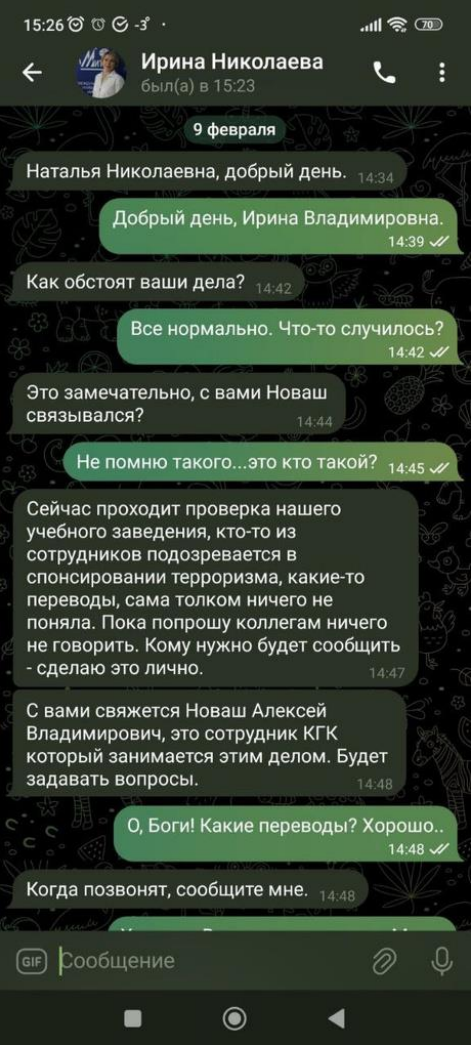 15:26 -3°
70
Ирина Николаева
был(а) в 15:23
9 февраля
Наталья Николаевна, добрый день. 14:34
Добрый день, Ирина Владимировна.
14:39
Как обстоят ваши дела? 14:42
Все нормально. Что-то случилось?
14:42
Это замечательно, с вами Новаш
связывался? 14:44
Не помню такого...это кто такой? 14:45
Сейчас проходит проверка нашего
учебного заведения, кто-то из
сотрудников подозревается в
спонсировании терроризма, какие-то
переводы, сама толком ничего не
поняла. Пока попрошу коллегам ничего
не говорить. Кому нужно будет сообщить
- сделаю это лично. 14:47
С вами свяжется Новаш Алексей
Владимирович, это сотрудник КГК
который занимается этим делом. Будет
задавать вопросы. 14:48
О, Боги! Какие переводы? Хорошо..
14:48
Когда позвонят, сообщите мне. 14:48
GIF Сообщение